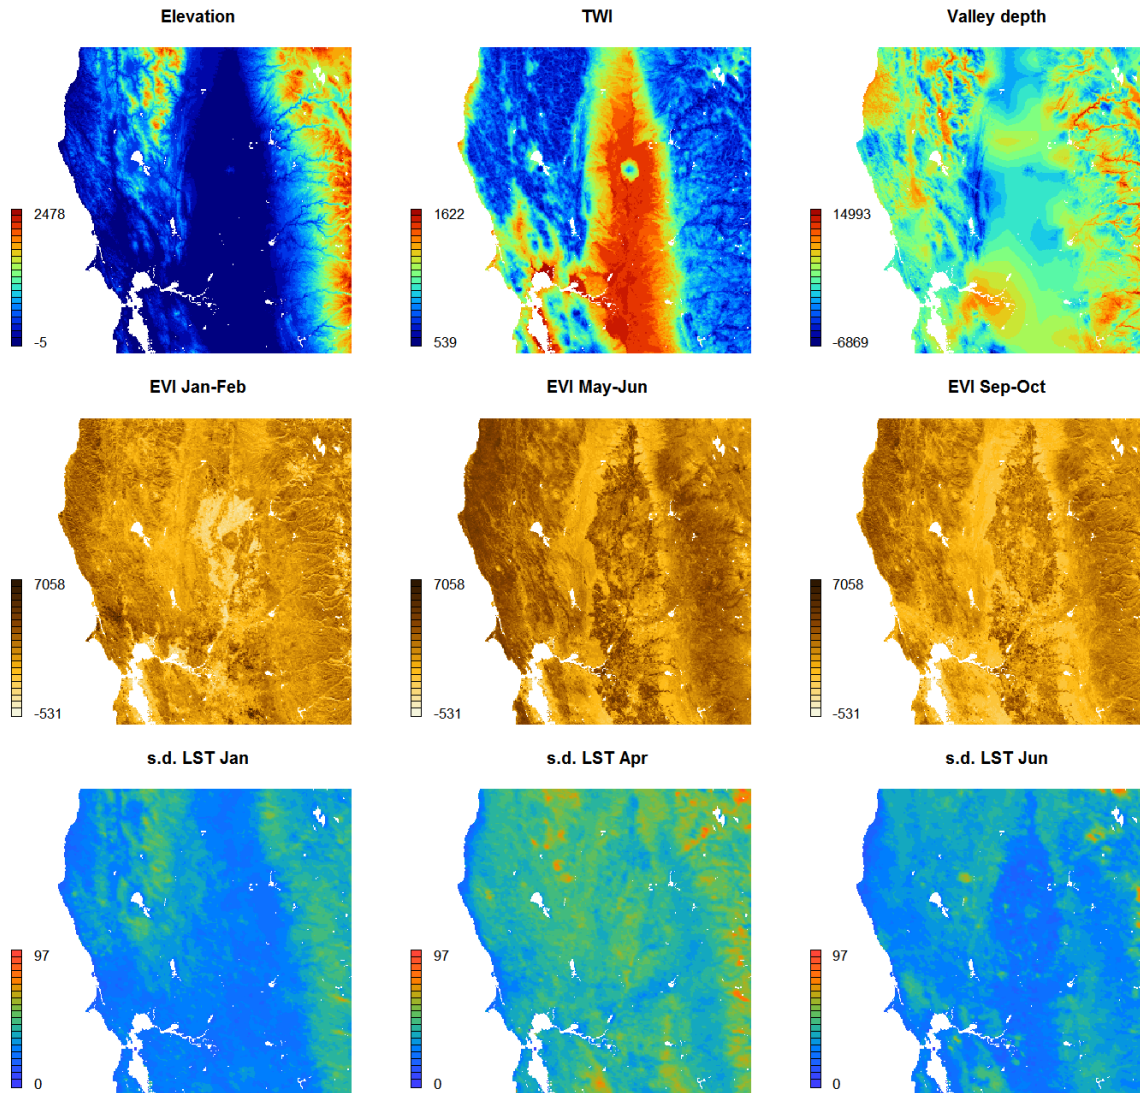 Elevation
TWI
Valley depth
2478
-5
1622
539
14993
-6869
EVI Jan-Feb
EVI May-Jun
EVI Sep-Oct
7058
-531
7058
-531
7058
-531
s.d. LST Jan
s.d. LST Apr
s.d. LST Jun
97
0
97
0
97
0